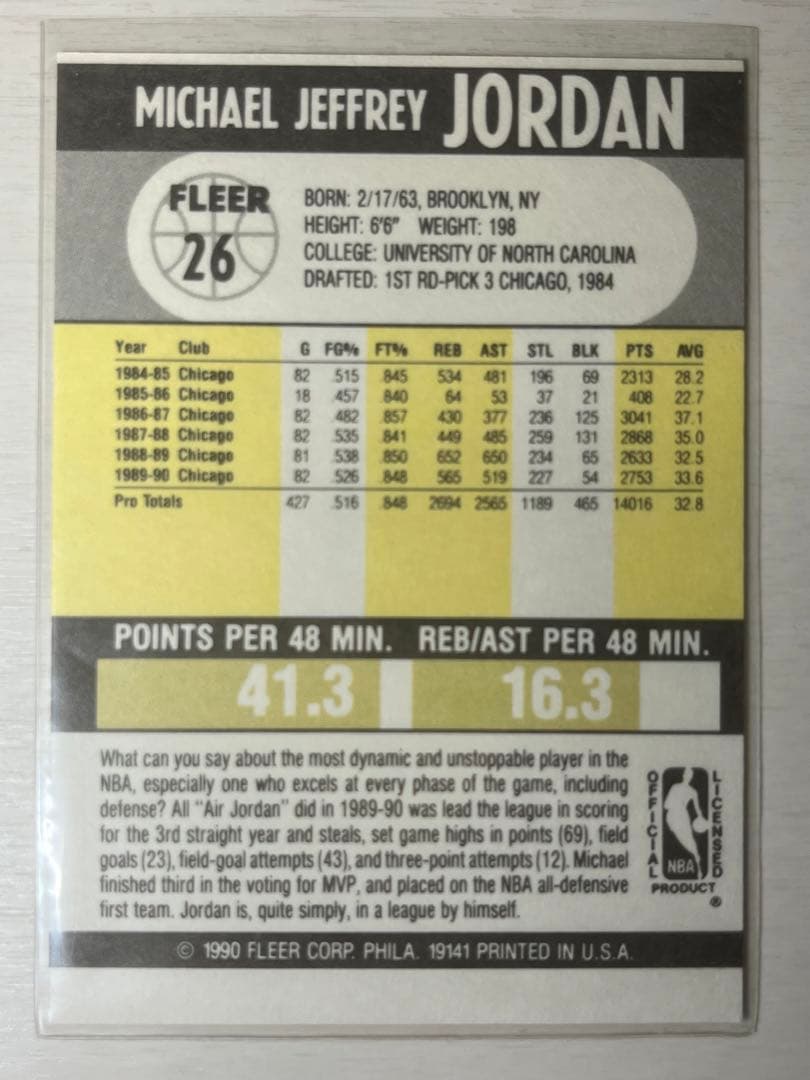 MICHAEL JEFFREY JORDAN
FLEER
26
BORN: 2/17/63, BROOKLYN, NY
HEIGHT: 6'6" WEIGHT: 198
COLLEGE: UNIVERSITY OF NORTH CAROLINA
DRAFTED: 1ST RD-PICK 3 CHICAGO, 1984
Year Club G FG% FT% REB AST STL BLK PTS AVG
1984-85 Chicago 82 .515 .845 534 481 196 69 2313 28.2
1985-86 Chicago 18 .457 .840 64 53 37 21 408 22.7
1986-87 Chicago 82 .482 .857 430 377 236 125 3041 37.1
1987-88 Chicago 82 .535 .841 449 485 259 131 2868 35.0
1988-89 Chicago 81 .538 .850 652 650 234 65 2633 32.5
1989-90 Chicago 82 .526 .848 565 519 227 54 2753 33.6
Pro Totals 427 .516 .848 2694 2565 1189 465 14016 32.8
POINTS PER 48 MIN. REB/AST PER 48 MIN.
41.3 16.3
What can you say about the most dynamic and unstoppable player in the
NBA, especially one who excels at every phase of the game, including
defense? All "Air Jordan" did in 1989-90 was lead the league in scoring
for the 3rd straight year and steals, set game highs in points (69), field
goals (23), field-goal attempts (43), and three-point attempts (12). Michael
finished third in the voting for MVP, and placed on the NBA all-defensive
first team. Jordan is, quite simply, in a league by himself.
OFFICIAL
LICENSED
NBA
PRODUCT
®
© 1990 FLEER CORP. PHILA. 19141 PRINTED IN U.S.A.